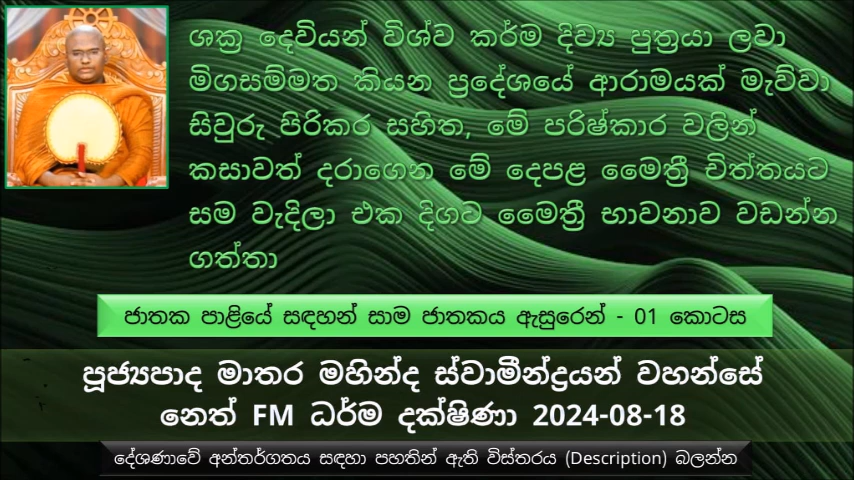 ශක්‍ර දෙවියන් විශ්ව කර්ම දිව්‍ය පුත්‍රයා ලවා
මිගසම්මත කියන ප්‍රදේශයේ ආරාමයක් මැව්වා
සිවුරු පිරිකර සහිත, මේ පරිෂ්කාර වලින්
කසාවත් දරාගෙන මේ දෙපළ මෛත්‍රී චිත්තයට
සම වැදිලා එක දිගට මෛත්‍රී භාවනාව වඩන්න
ගත්තා
ජාතක පාළියේ සඳහන් සාම ජාතකය ඇසුරෙන් - 01 කොටස
පූජ්‍යපාද මාතර මහින්ද ස්වාමීන්ද්‍රයන් වහන්සේ
නෙත් FM ධර්ම දක්ෂිණා 2024-08-18
දේශණාවේ අන්තර්ගතය සඳහා පහතින් ඇති විස්තරය (Description) බලන්න